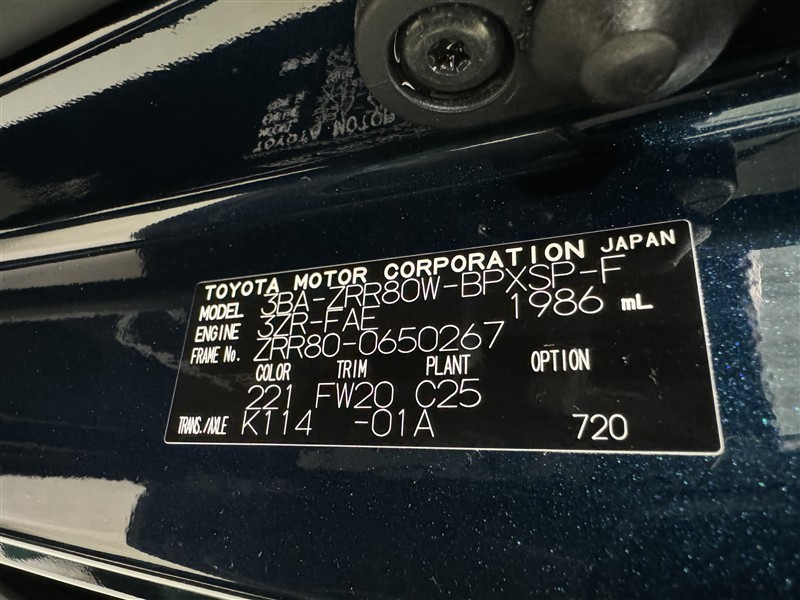 TOYOTA MOTOR CORPORATION JAPAN
MODEL 3BA-ZRR80W-BPXSP-F
ENGINE 3ZR-FAE 1986 mL
FRAME No. ZRR80-0650267
COLOR TRIM PLANT OPTION
221 FW20 C25
TRANS./AXLE K114 -01A 720